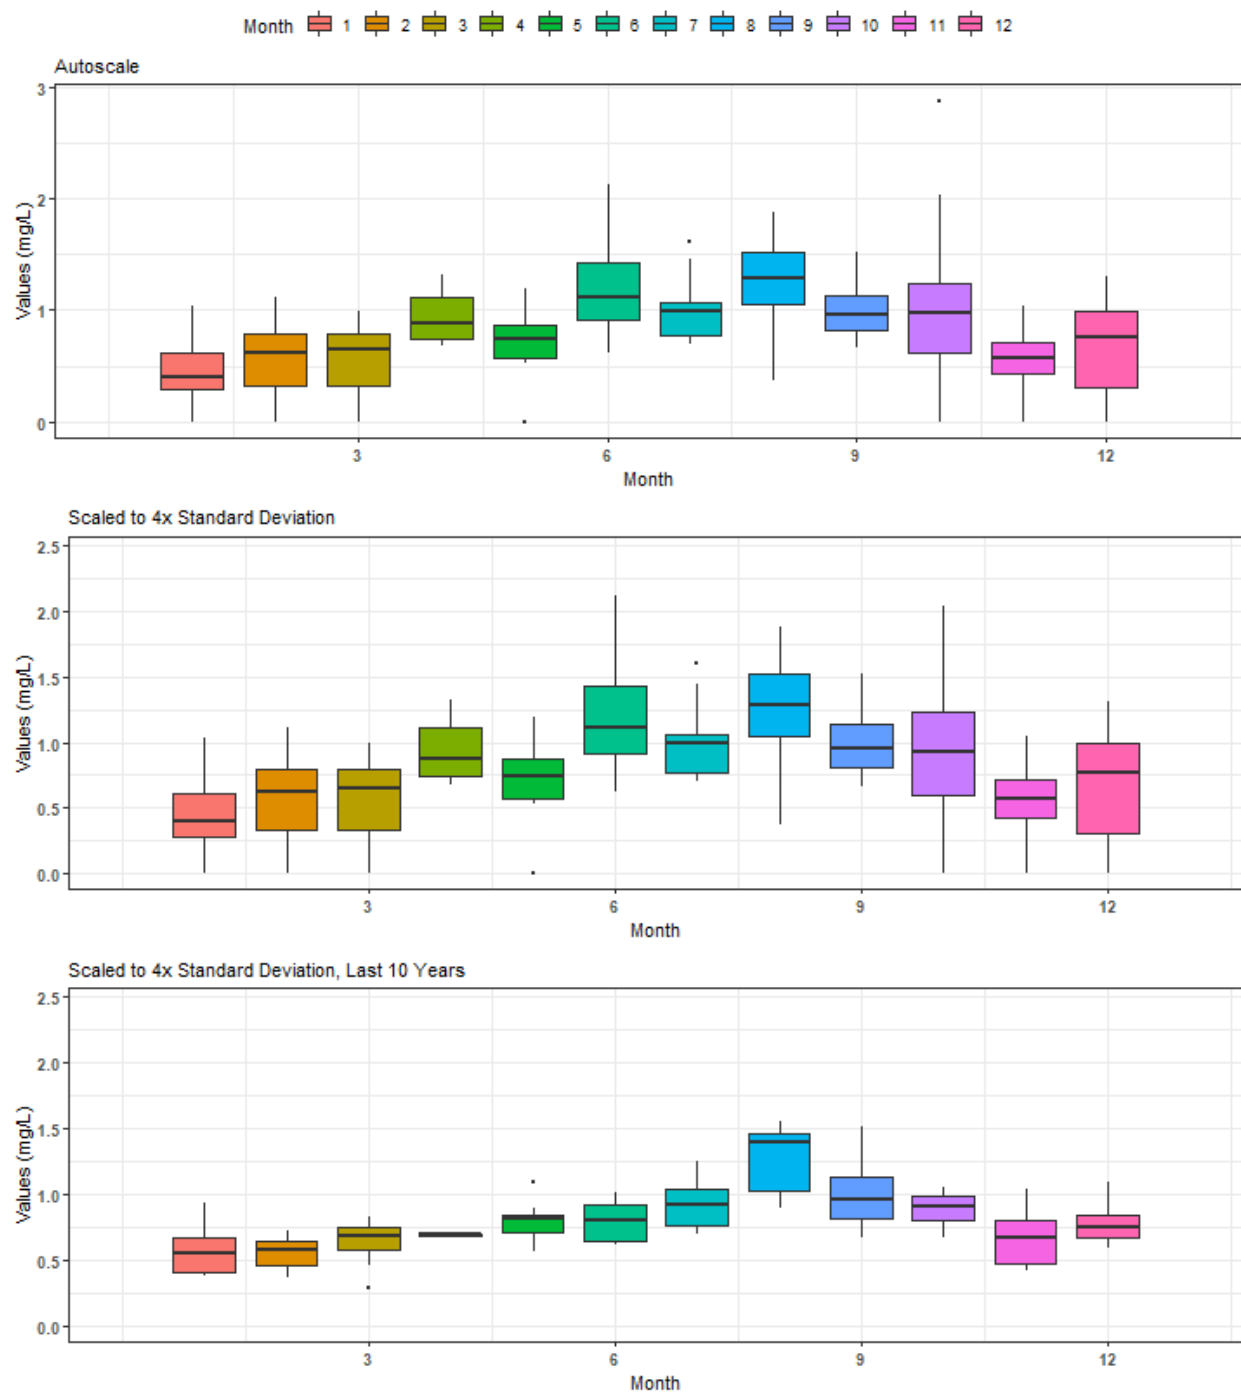 Month 1 2 3 4 5 6 7 8 9 10 11 12
Autoscale
Values (mg/L)
3
2
1
0
3 6 9 12
Month
Scaled to 4x Standard Deviation
Values (mg/L)
2.5
2.0
1.5
1.0
0.5
0.0
3 6 9 12
Month
Scaled to 4x Standard Deviation, Last 10 Years
Values (mg/L)
2.5
2.0
1.5
1.0
0.5
0.0
3 6 9 12
Month